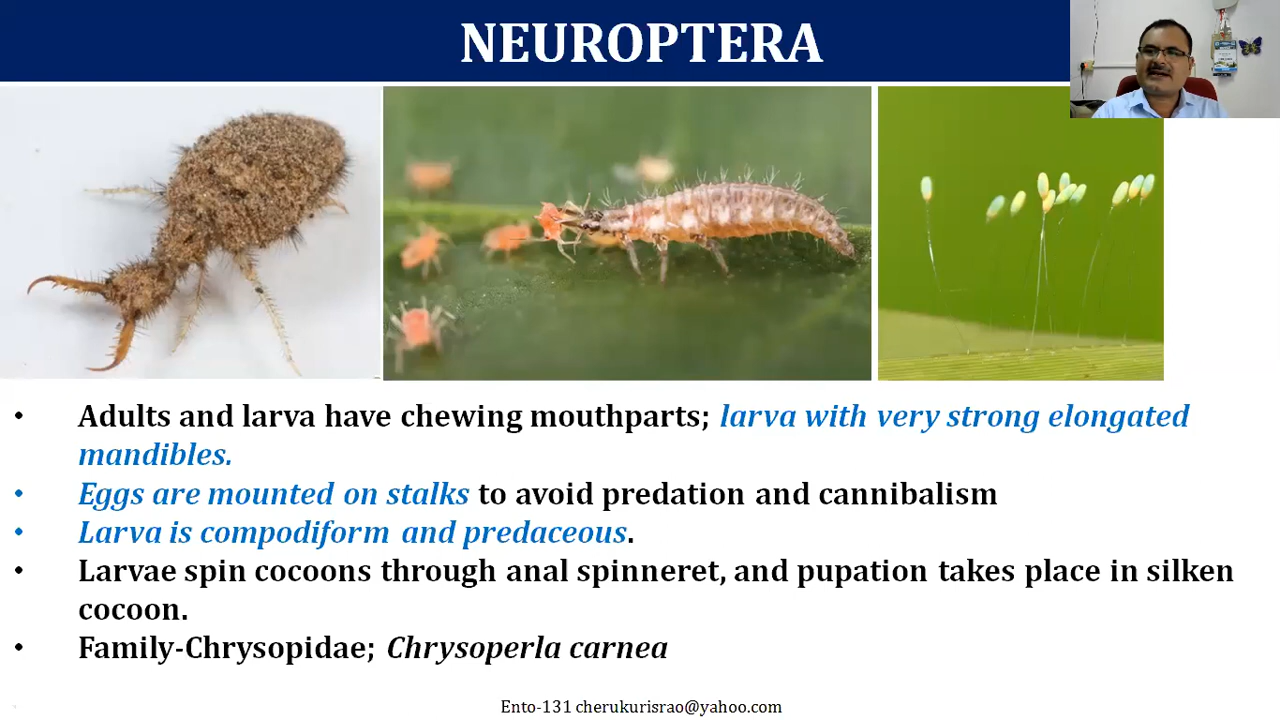 NEUROPTERA
• Adults and larva have chewing mouthparts; larva with very strong elongated
mandibles.
• Eggs are mounted on stalks to avoid predation and cannibalism
• Larva is compodiform and predaceous.
• Larvae spin cocoons through anal spinneret, and pupation takes place in silken
cocoon.
• Family-Chrysopidae; Chrysoperla carnea
Ento-131 cherukurisrao@yahoo.com